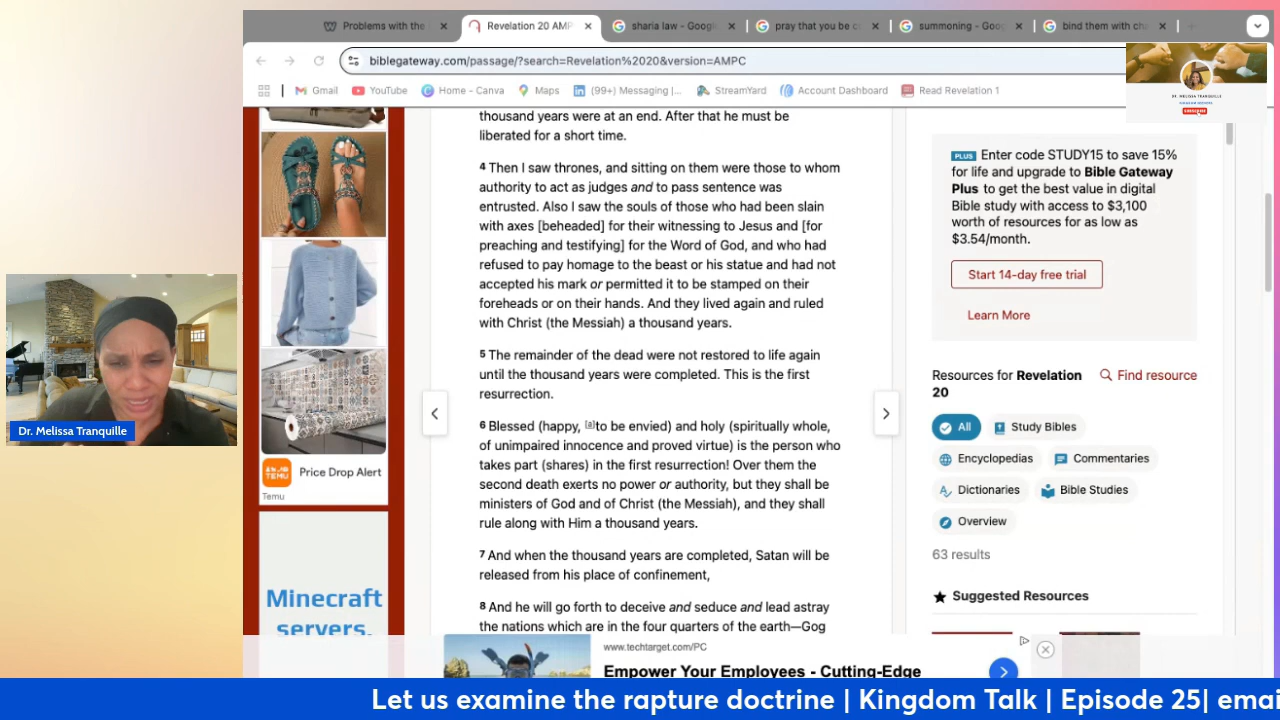 Problems with the
Revelation 20 AMP
sharia law - Google
pray that you be c
summoning - Goog
bind them with ch
biblegateway.com/passage/?search=Revelation%2020&version=AMPC
Gmail
YouTube
Home - Canva
Maps
(99+) Messaging |...
StreamYard
Account Dashboard
Read Revelation 1
DR. MELISSA TRANQUILLE
thousand years were at an end. After that he must be
liberated for a short time.
4 Then I saw thrones, and sitting on them were those to whom
authority to act as judges and to pass sentence was
entrusted. Also I saw the souls of those who had been slain
with axes [beheaded] for their witnessing to Jesus and [for
preaching and testifying] for the Word of God, and who had
refused to pay homage to the beast or his statue and had not
accepted his mark or permitted it to be stamped on their
foreheads or on their hands. And they lived again and ruled
with Christ (the Messiah) a thousand years.
5 The remainder of the dead were not restored to life again
until the thousand years were completed. This is the first
resurrection.
6 Blessed (happy, [a]to be envied) and holy (spiritually whole,
of unimpaired innocence and proved virtue) is the person who
takes part (shares) in the first resurrection! Over them the
second death exerts no power or authority, but they shall be
ministers of God and of Christ (the Messiah), and they shall
rule along with Him a thousand years.
7 And when the thousand years are completed, Satan will be
released from his place of confinement,
8 And he will go forth to deceive and seduce and lead astray
the nations which are in the four quarters of the earth—Gog
PLUS Enter code STUDY15 to save 15%
for life and upgrade to Bible Gateway
Plus to get the best value in digital
Bible study with access to $3,100
worth of resources for as low as
$3.54/month.
Start 14-day free trial
Learn More
Resources for Revelation
20
Find resource
All
Study Bibles
Encyclopedias
Commentaries
Dictionaries
Bible Studies
Overview
63 results
Suggested Resources
TEMU
Price Drop Alert
Temu
Minecraft
servers.
www.techtarget.com/PC
Empower Your Employees - Cutting-Edge
Dr. Melissa Tranquille
Let us examine the rapture doctrine | Kingdom Talk | Episode 25| emai